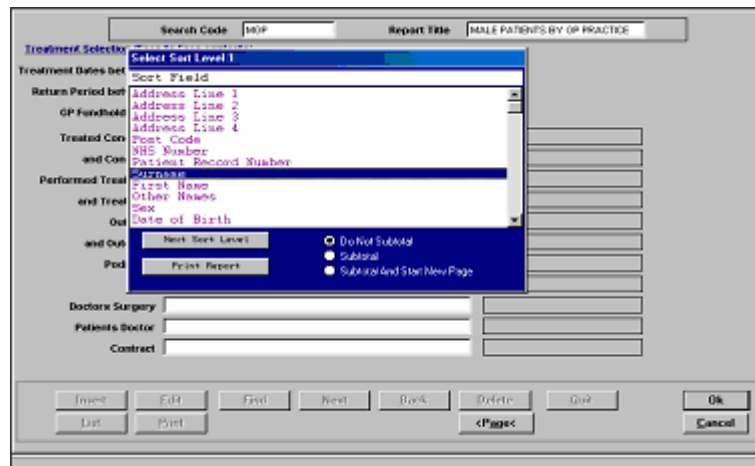 Search Code MGP Report Title MALE PATIENTS BY GP PRACTICE
Treatment Selection
Select Sort Level 1
Treatment Dates bet
Sort Field
Return Period bet
Address Line 1
Address Line 2
GP Fundhold
Address Line 3
Address Line 4
Treated Con
Post Code
NHS Number
and Con
Patient Record Number
Surname
Performed Treat
First Name
Other Names
and Treat
Sex
Out
Date of Birth
and Out
Next Sort Level
Do Not Subtotal
Subtotal
Print Report
Subtotal And Start New Page
Doctors Surgery
Patients Doctor
Contract
Insert Edit Find Next Back Delete Quit Ok
List Print <Page< Cancel